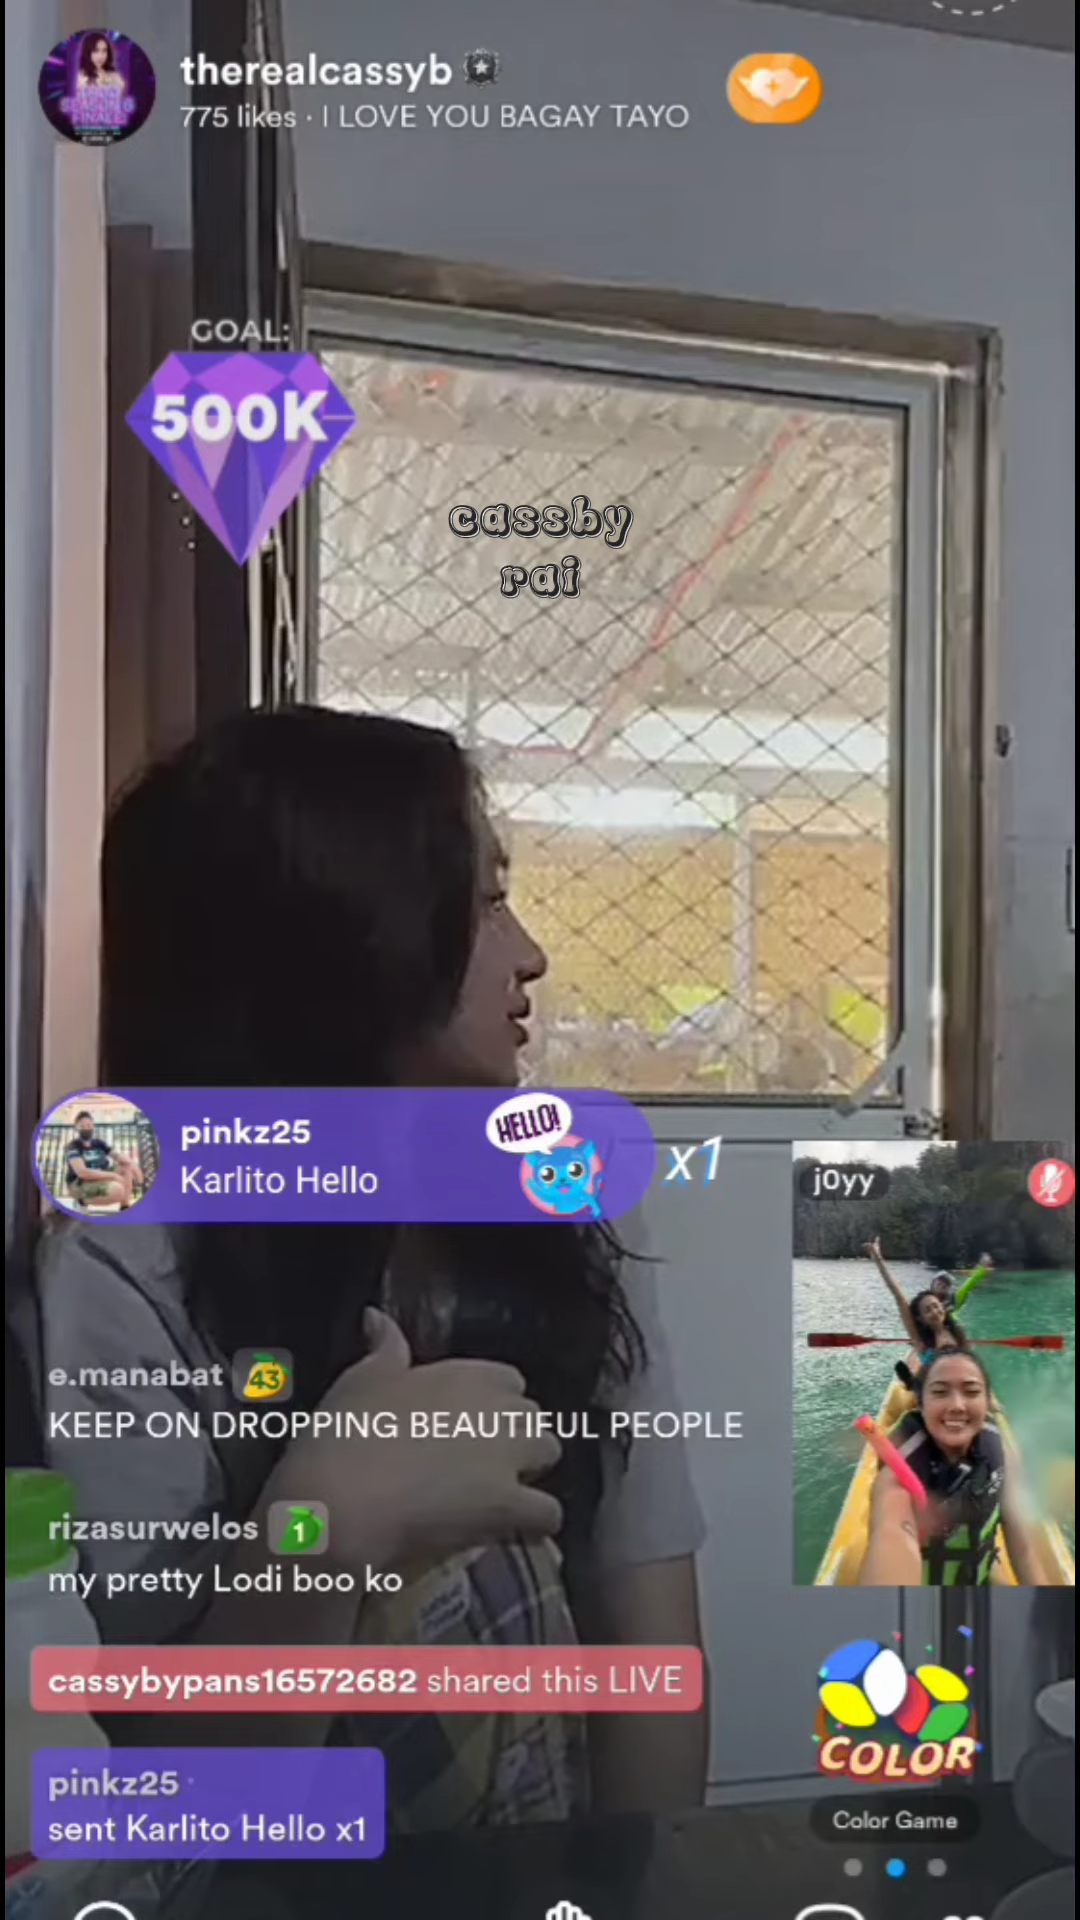 therealcassyb
775 likes · I LOVE YOU BAGAY TAYO
GOAL:
500K
cassby
rai
pinkz25
Karlito Hello
HELLO!
x1
j0yy
e.manabat 43
KEEP ON DROPPING BEAUTIFUL PEOPLE
rizasurwelos 1
my pretty Lodi boo ko
cassybypans16572682 shared this LIVE
pinkz25
sent Karlito Hello x1
COLOR
Color Game